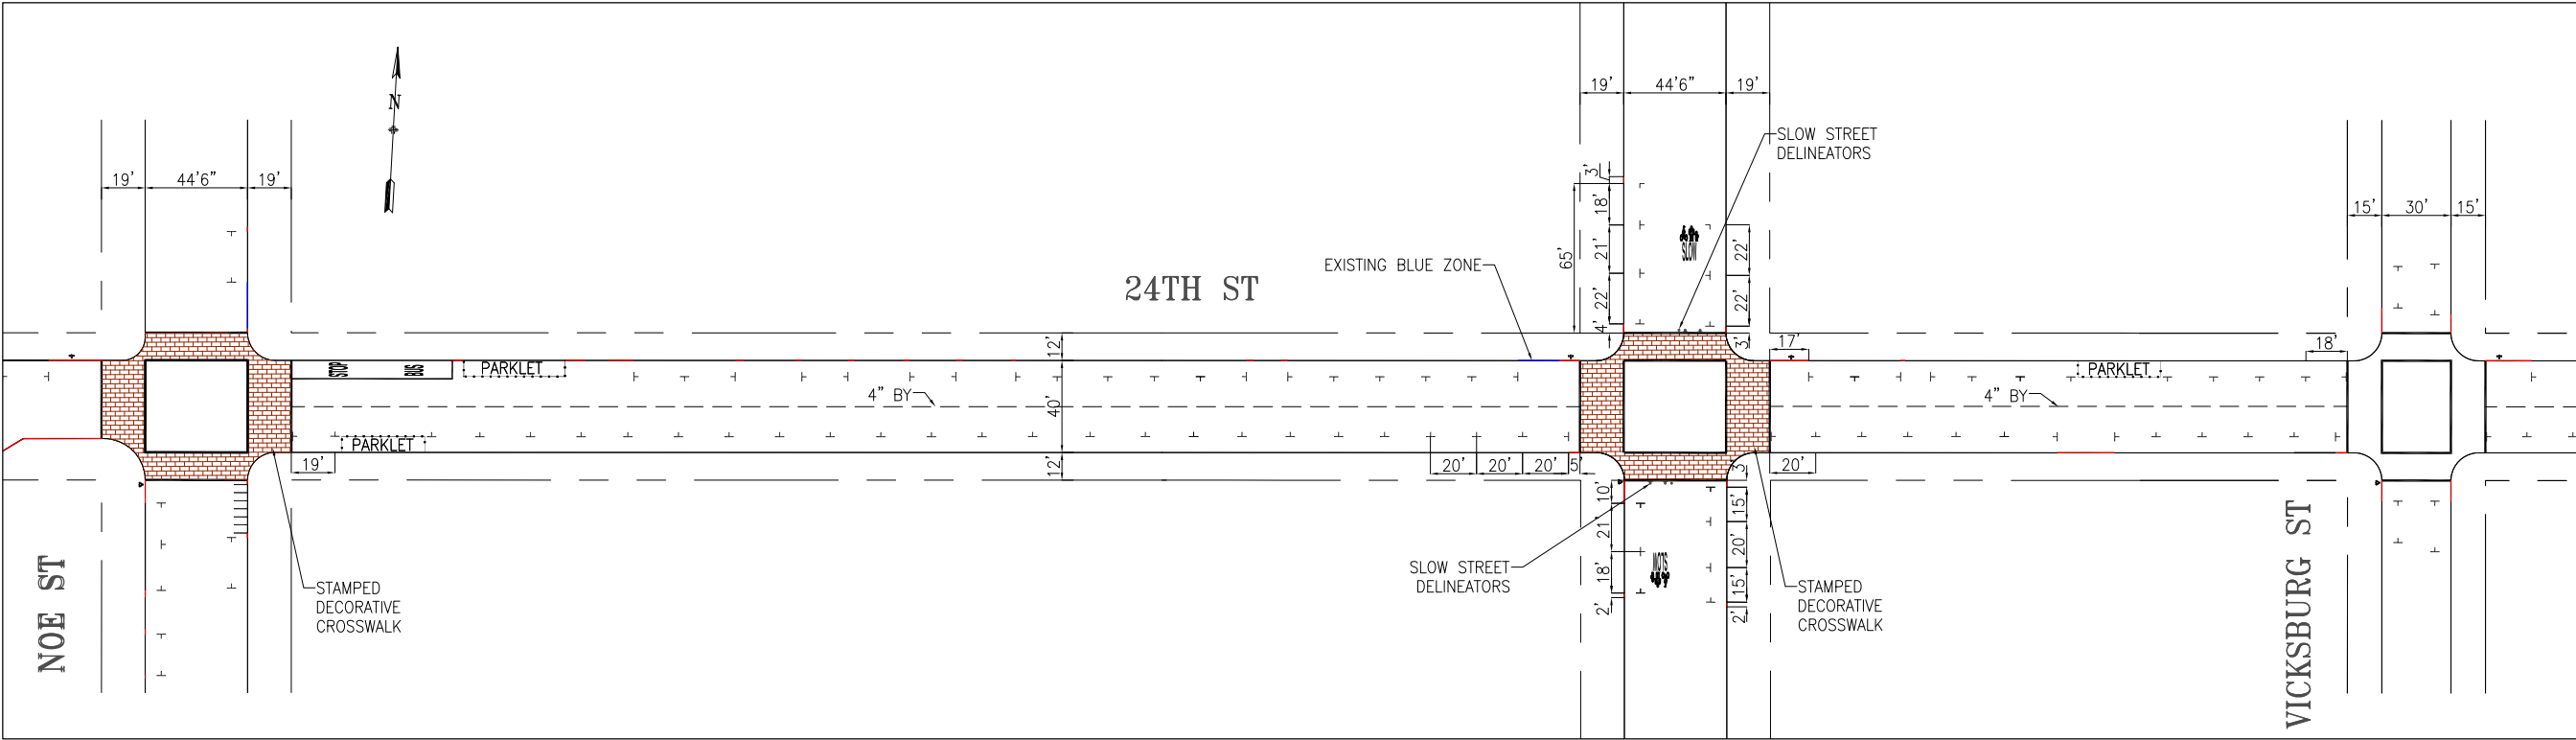 N
19'
44'6"
19'
19'
44'6"
19'
15'
30'
15'
SLOW STREET
DELINEATORS
3'
18'
21'
65'
22'
4'
SLOW
22'
22'
3'
EXISTING BLUE ZONE
24TH ST
17'
18'
12'
STOP
BUS
PARKLET
PARKLET
4" BY
4" BY
40'
PARKLET
19'
12'
20'
20'
20'
5'
20'
3'
10'
21'
18'
2'
15'
20'
15'
2'
SLOW
SLOW STREET
DELINEATORS
STAMPED
DECORATIVE
CROSSWALK
STAMPED
DECORATIVE
CROSSWALK
NOE ST
VICKSBURG ST